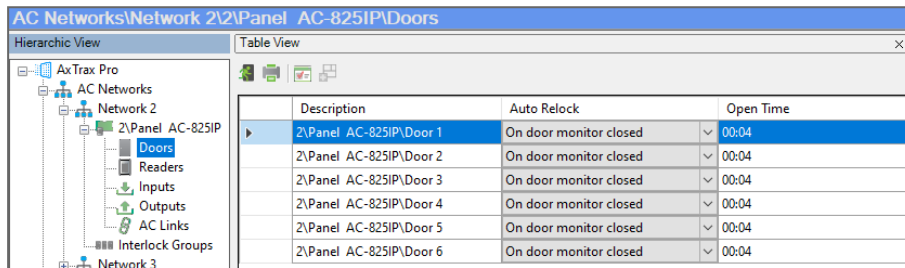 AC Networks\Network 2\2\Panel AC-825IP\Doors
Hierarchic View
AxTrax Pro
AC Networks
Network 2
2\Panel AC-825IP
Doors
Readers
Inputs
Outputs
AC Links
Interlock Groups
Network 3
Table View
Description Auto Relock Open Time
2\Panel AC-825IP\Door 1 On door monitor closed 00:04
2\Panel AC-825IP\Door 2 On door monitor closed 00:04
2\Panel AC-825IP\Door 3 On door monitor closed 00:04
2\Panel AC-825IP\Door 4 On door monitor closed 00:04
2\Panel AC-825IP\Door 5 On door monitor closed 00:04
2\Panel AC-825IP\Door 6 On door monitor closed 00:04